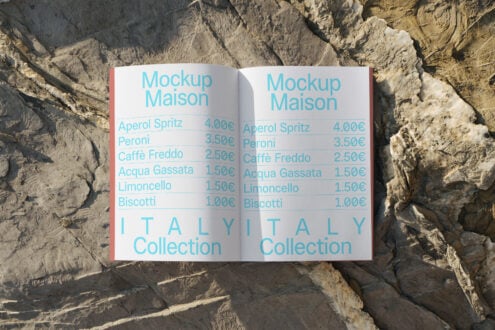 Mockup
Maison
Aperol Spritz 4.00€
Peroni 3.50€
Caffè Freddo 2.50€
Acqua Gassata 1.50€
Limoncello 1.50€
Biscotti 1.00€
ITALY
Collection
Mockup
Maison
Aperol Spritz 4.00€
Peroni 3.50€
Caffè Freddo 2.50€
Acqua Gassata 1.50€
Limoncello 1.50€
Biscotti 1.00€
ITALY
Collection